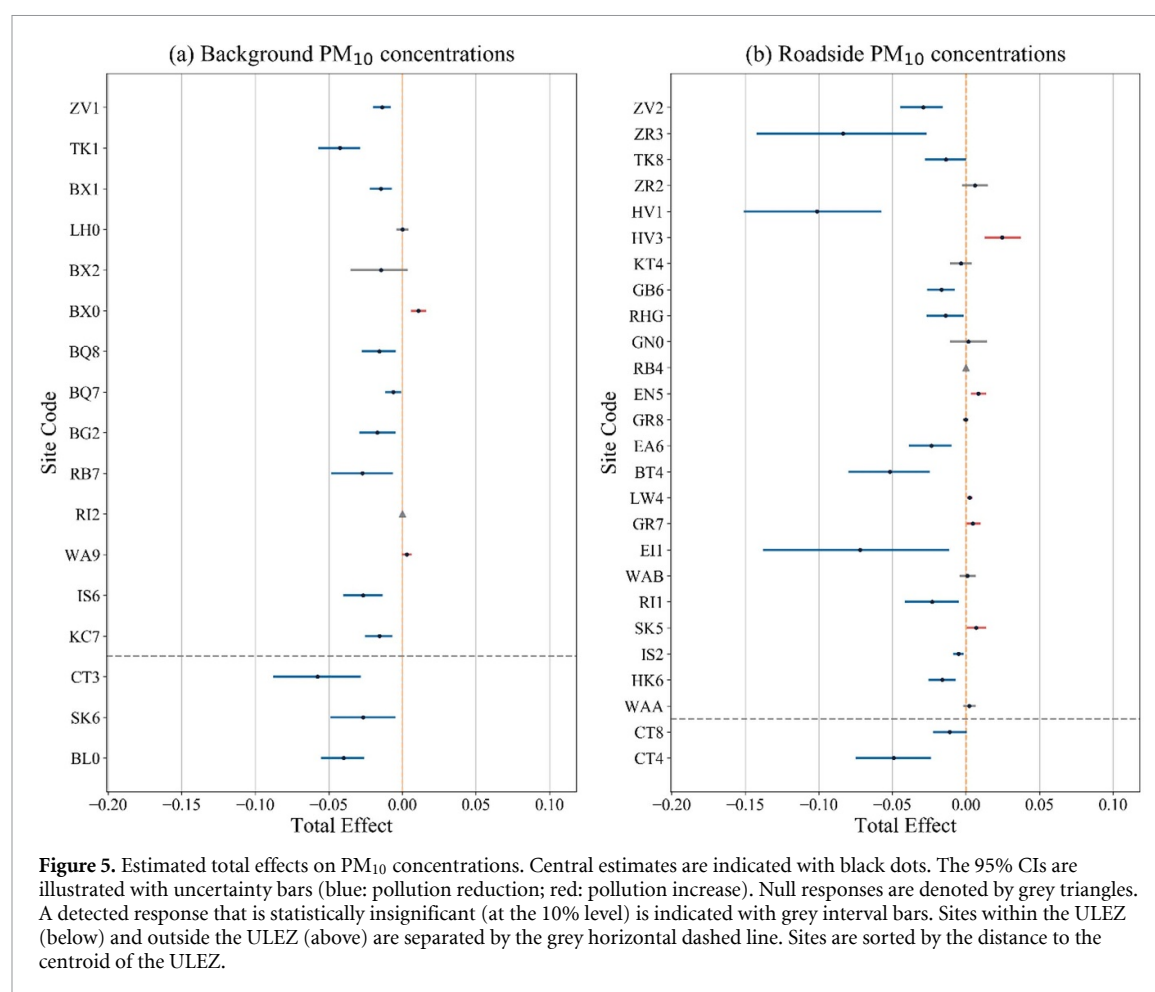 (a) Background PM₁₀ concentrations
Site Code
ZV1
TK1
BX1
LH0
BX2
BX0
BQ8
BQ7
BG2
RB7
RI2
WA9
IS6
KC7
CT3
SK6
BL0
−0.20 −0.15 −0.10 −0.05 0.00 0.05 0.10
Total Effect
(b) Roadside PM₁₀ concentrations
Site Code
ZV2
ZR3
TK8
ZR2
HV1
HV3
KT4
GB6
RHG
GN0
RB4
EN5
GR8
EA6
BT4
LW4
GR7
EI1
WAB
RI1
SK5
IS2
HK6
WAA
CT8
CT4
−0.20 −0.15 −0.10 −0.05 0.00 0.05 0.10
Total Effect
Figure 5. Estimated total effects on PM₁₀ concentrations. Central estimates are indicated with black dots. The 95% CIs are
illustrated with uncertainty bars (blue: pollution reduction; red: pollution increase). Null responses are denoted by grey triangles.
A detected response that is statistically insignificant (at the 10% level) is indicated with grey interval bars. Sites within the ULEZ
(below) and outside the ULEZ (above) are separated by the grey horizontal dashed line. Sites are sorted by the distance to the
centroid of the ULEZ.